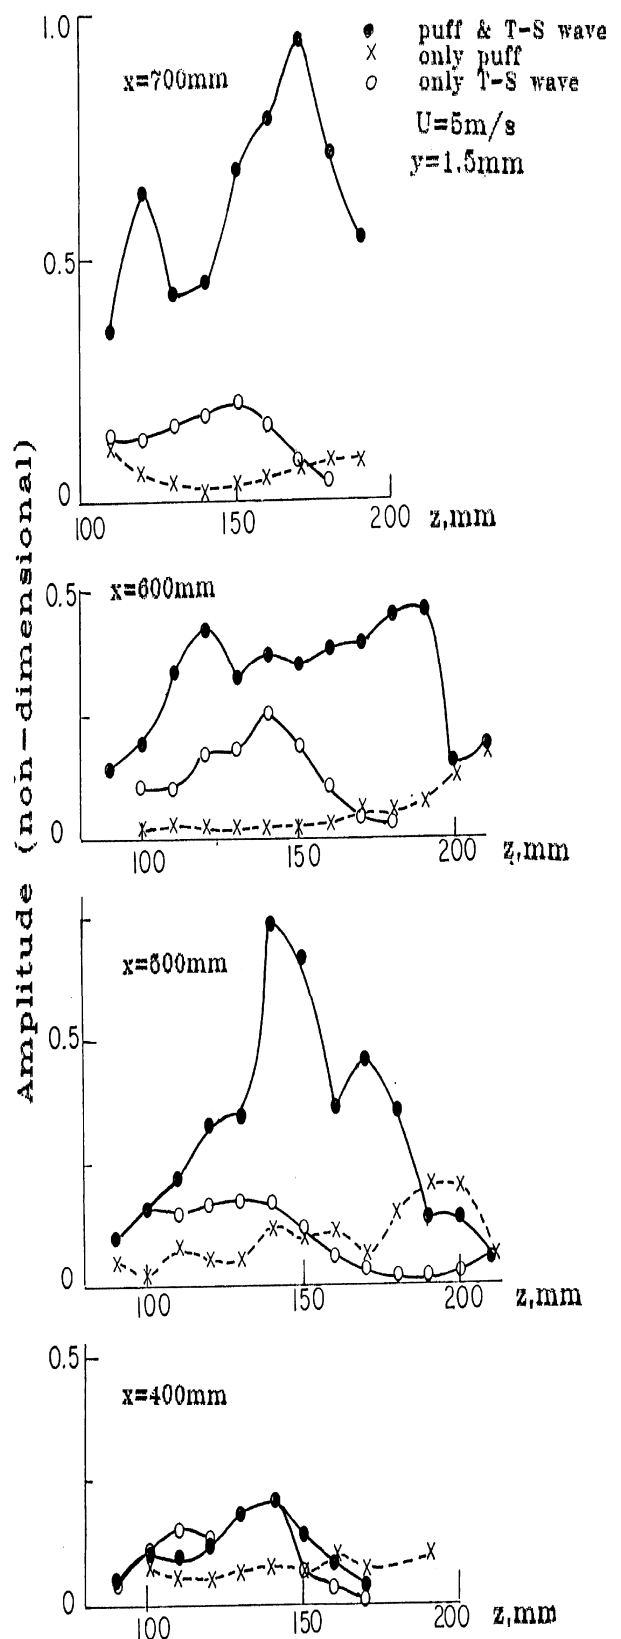 1.0
puff & T-S wave
only puff
only T-S wave
x=700mm
U=5m/s
y=1.5mm
0.5
0
100 150 200 z,mm
Amplitude (non-dimensional)
0.5
x=600mm
0
100 150 200 z,mm
x=500mm
0.5
0
100 150 200 z,mm
0.5
x=400mm
0
100 150 200 z,mm